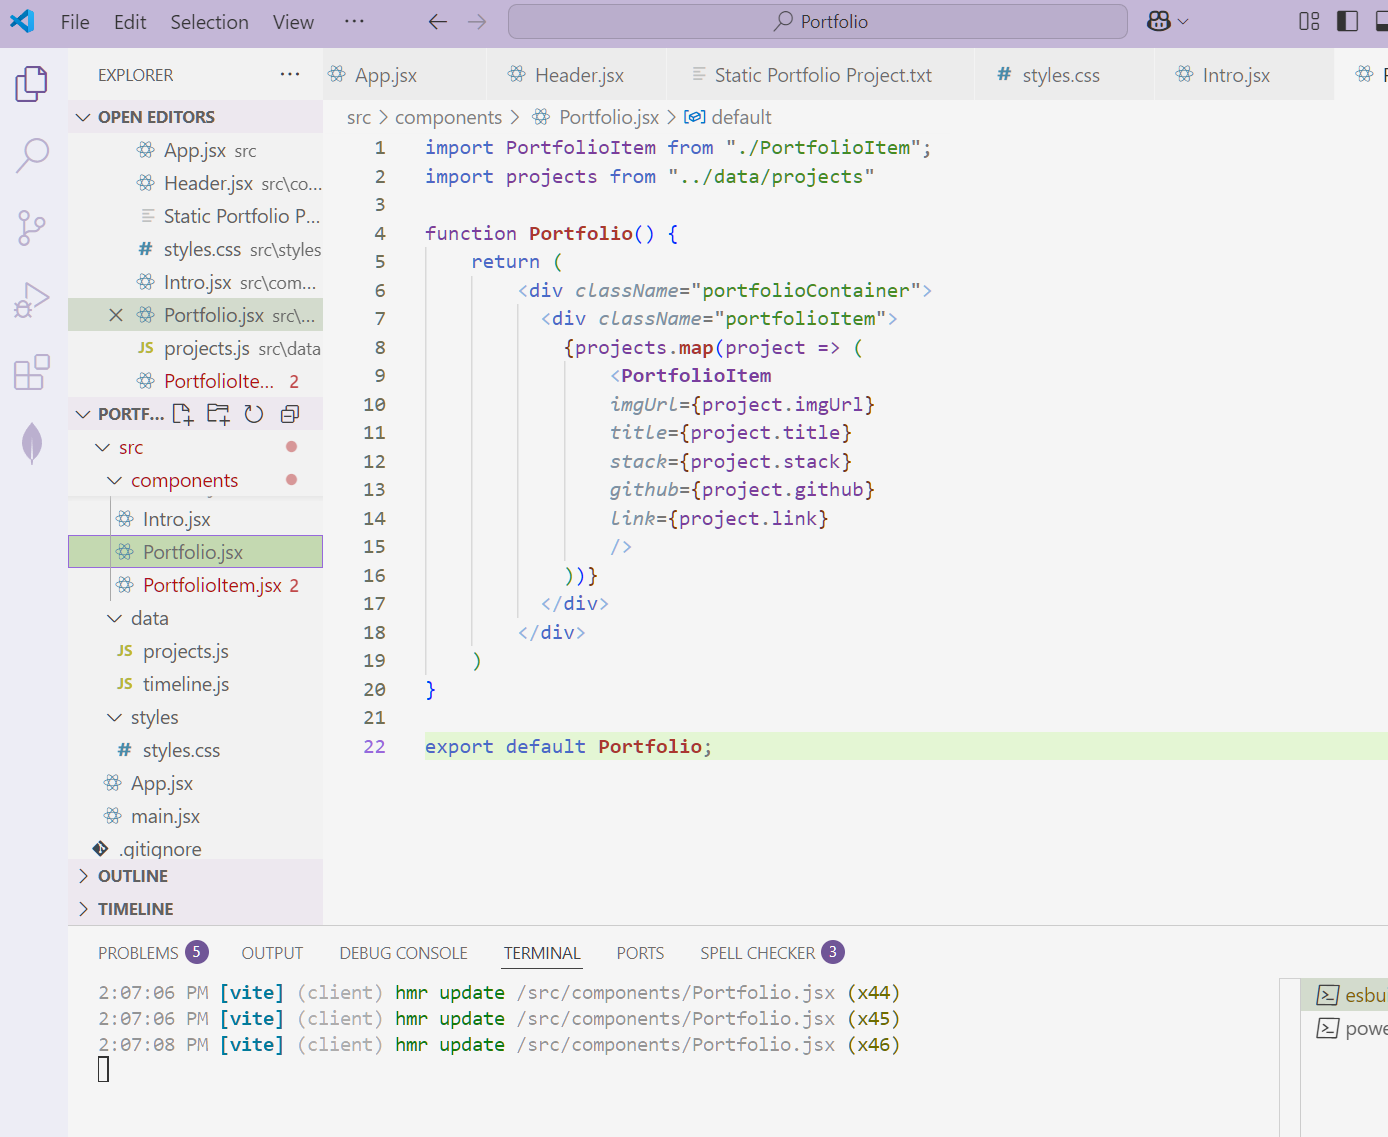 File Edit Selection View ··· Portfolio
EXPLORER ···
OPEN EDITORS
App.jsx src
Header.jsx src\co...
Static Portfolio P...
# styles.css src\styles
Intro.jsx src\com...
Portfolio.jsx src\...
JS projects.js src\data
PortfolioIte... 2
PORTF...
src
components
Intro.jsx
Portfolio.jsx
PortfolioItem.jsx 2
data
JS projects.js
JS timeline.js
styles
# styles.css
App.jsx
main.jsx
.gitignore
OUTLINE
TIMELINE
App.jsx Header.jsx Static Portfolio Project.txt # styles.css Intro.jsx
src > components > Portfolio.jsx > default
1 import PortfolioItem from "./PortfolioItem";
2 import projects from "../data/projects"
3
4 function Portfolio() {
5 return (
6 <div className="portfolioContainer">
7 <div className="portfolioItem">
8 {projects.map(project => (
9 <PortfolioItem
10 imgUrl={project.imgUrl}
11 title={project.title}
12 stack={project.stack}
13 github={project.github}
14 link={project.link}
15 />
16 ))}
17 </div>
18 </div>
19 )
20 }
21
22 export default Portfolio;
PROBLEMS 5 OUTPUT DEBUG CONSOLE TERMINAL PORTS SPELL CHECKER 3
2:07:06 PM [vite] (client) hmr update /src/components/Portfolio.jsx (x44)
2:07:06 PM [vite] (client) hmr update /src/components/Portfolio.jsx (x45)
2:07:08 PM [vite] (client) hmr update /src/components/Portfolio.jsx (x46)
esbu
powe